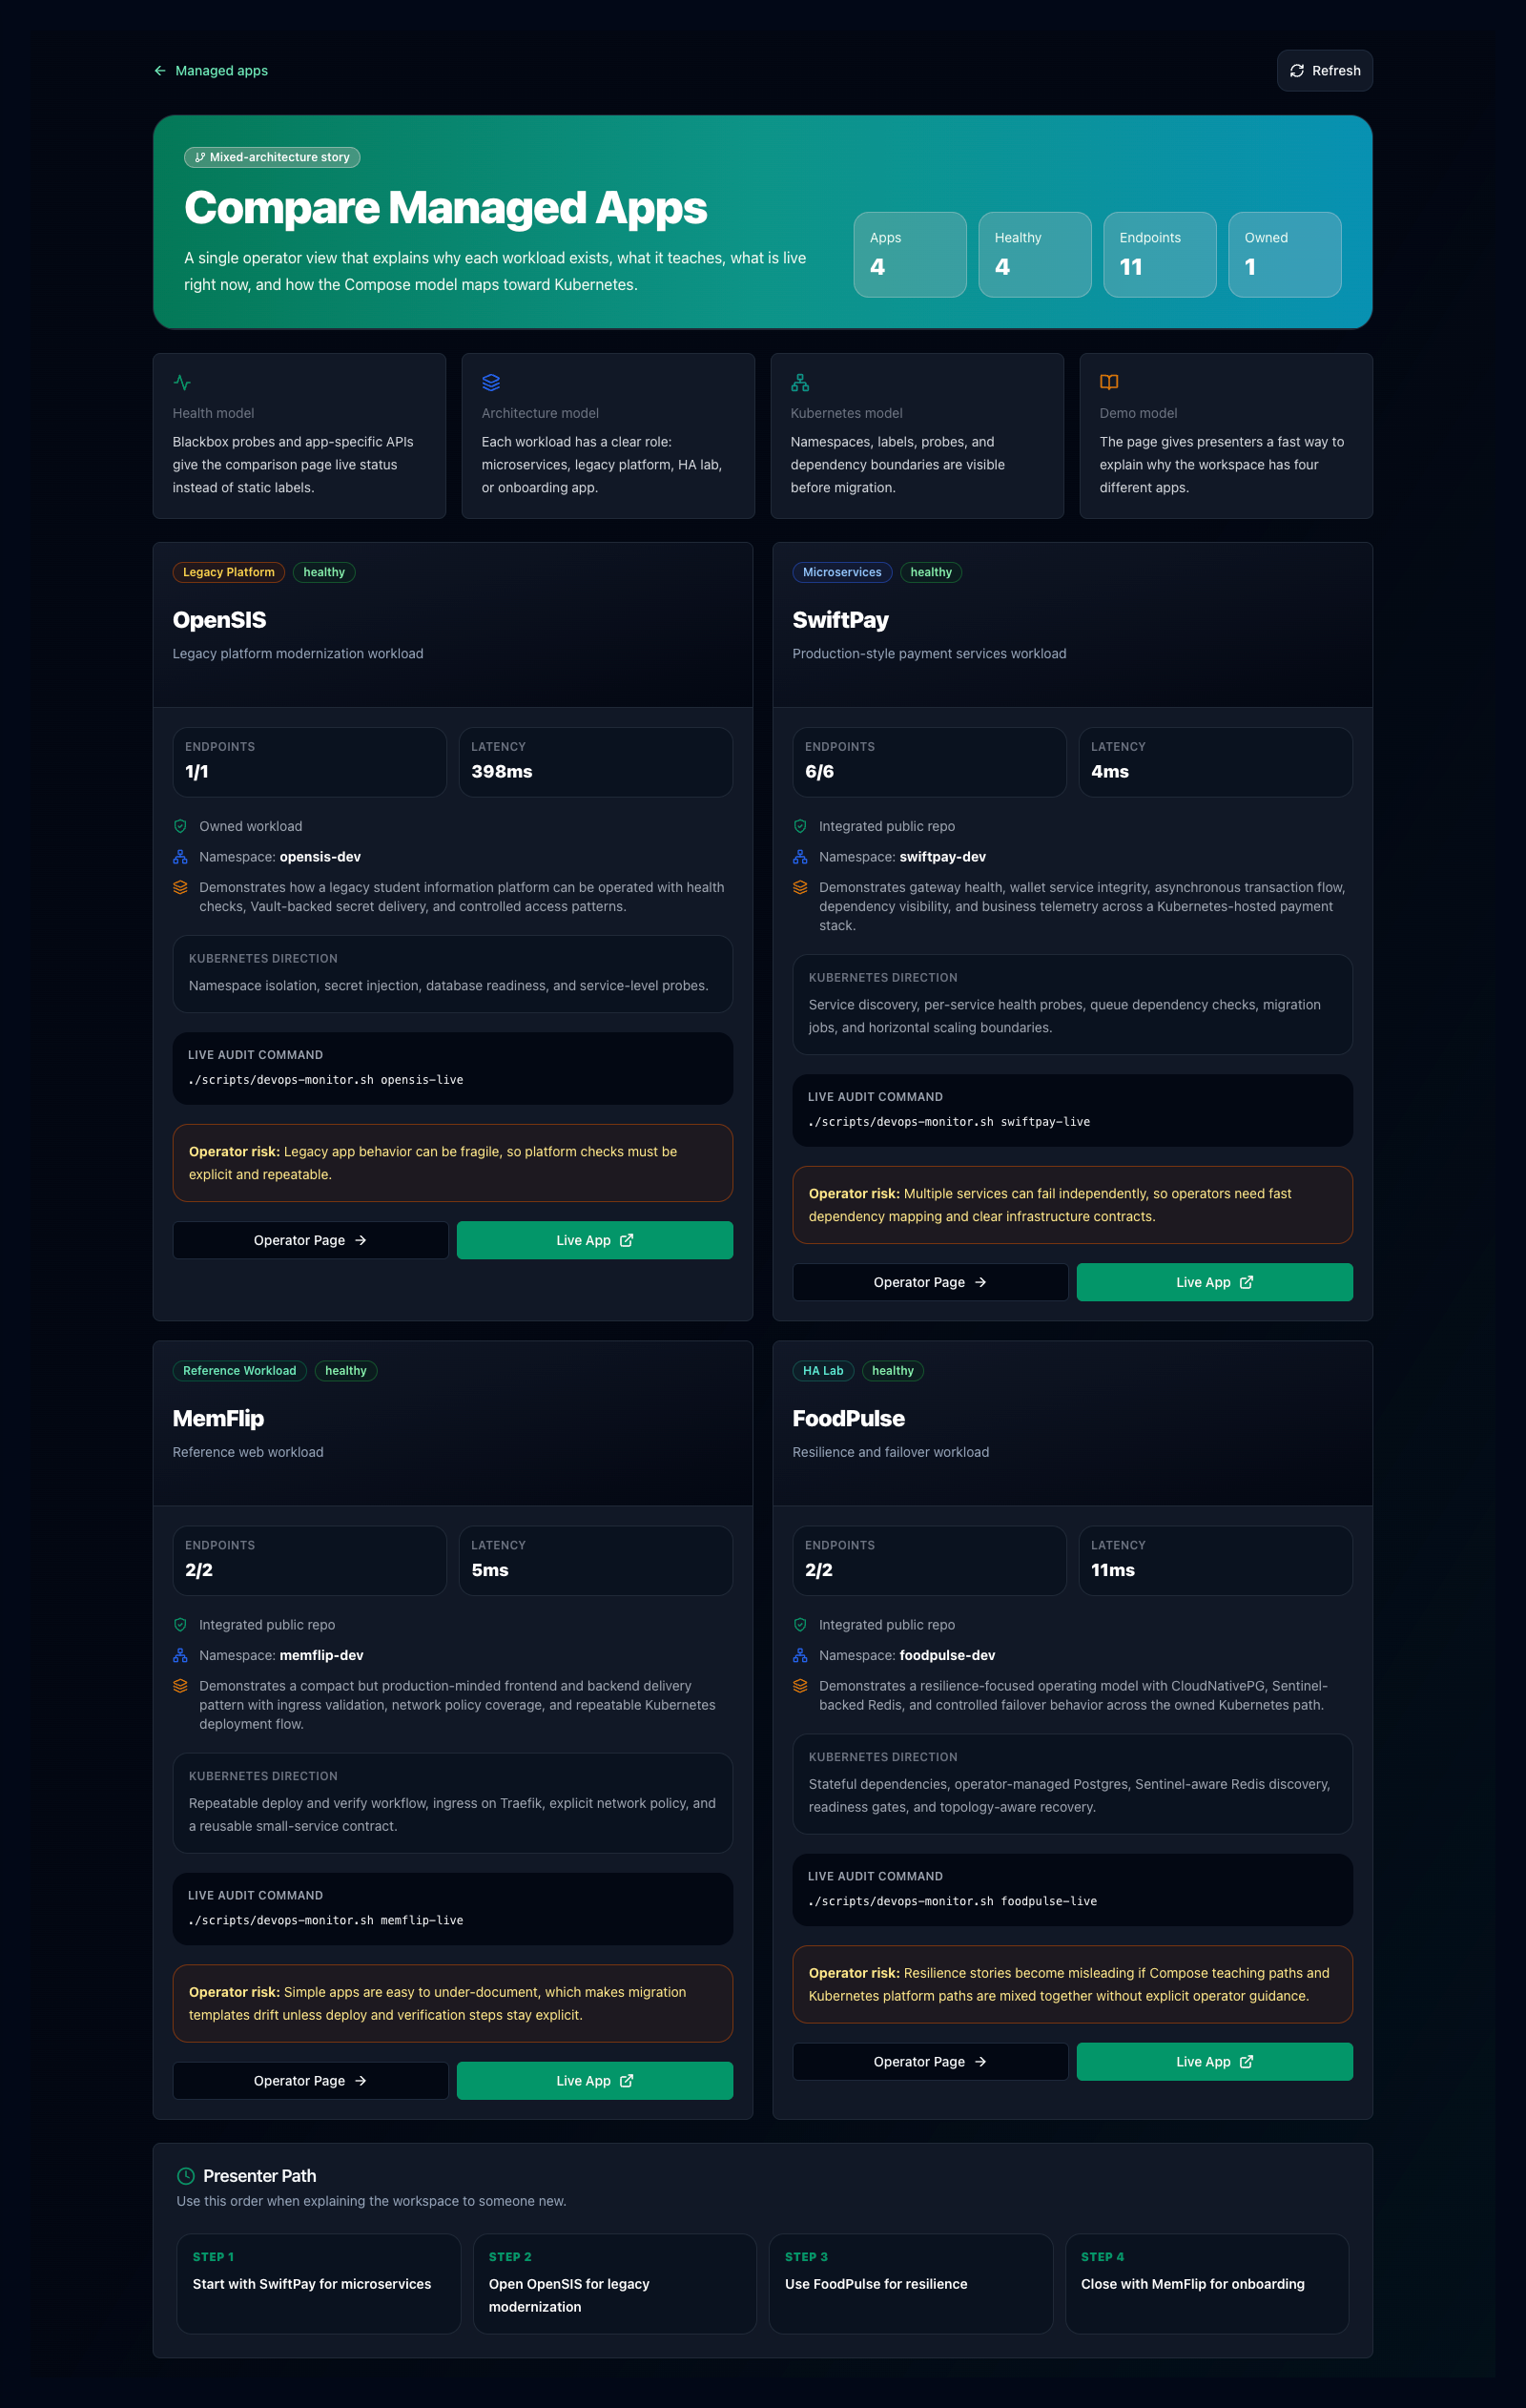 Managed apps
Refresh
Mixed-architecture story
Compare Managed Apps
A single operator view that explains why each workload exists, what it teaches, what is live
right now, and how the Compose model maps toward Kubernetes.
Apps
4
Healthy
4
Endpoints
11
Owned
1
Health model
Blackbox probes and app-specific APIs
give the comparison page live status
instead of static labels.
Architecture model
Each workload has a clear role:
microservices, legacy platform, HA lab,
or onboarding app.
Kubernetes model
Namespaces, labels, probes, and
dependency boundaries are visible
before migration.
Demo model
The page gives presenters a fast way to
explain why the workspace has four
different apps.
Legacy Platform
healthy
OpenSIS
Legacy platform modernization workload
ENDPOINTS
1/1
LATENCY
398ms
Owned workload
Namespace: opensis-dev
Demonstrates how a legacy student information platform can be operated with health
checks, Vault-backed secret delivery, and controlled access patterns.
KUBERNETES DIRECTION
Namespace isolation, secret injection, database readiness, and service-level probes.
LIVE AUDIT COMMAND
./scripts/devops-monitor.sh opensis-live
Operator risk: Legacy app behavior can be fragile, so platform checks must be
explicit and repeatable.
Operator Page
Live App
Microservices
healthy
SwiftPay
Production-style payment services workload
ENDPOINTS
6/6
LATENCY
4ms
Integrated public repo
Namespace: swiftpay-dev
Demonstrates gateway health, wallet service integrity, asynchronous transaction flow,
dependency visibility, and business telemetry across a Kubernetes-hosted payment
stack.
KUBERNETES DIRECTION
Service discovery, per-service health probes, queue dependency checks, migration
jobs, and horizontal scaling boundaries.
LIVE AUDIT COMMAND
./scripts/devops-monitor.sh swiftpay-live
Operator risk: Multiple services can fail independently, so operators need fast
dependency mapping and clear infrastructure contracts.
Operator Page
Live App
Reference Workload
healthy
MemFlip
Reference web workload
ENDPOINTS
2/2
LATENCY
5ms
Integrated public repo
Namespace: memflip-dev
Demonstrates a compact but production-minded frontend and backend delivery
pattern with ingress validation, network policy coverage, and repeatable Kubernetes
deployment flow.
KUBERNETES DIRECTION
Repeatable deploy and verify workflow, ingress on Traefik, explicit network policy, and
a reusable small-service contract.
LIVE AUDIT COMMAND
./scripts/devops-monitor.sh memflip-live
Operator risk: Simple apps are easy to under-document, which makes migration
templates drift unless deploy and verification steps stay explicit.
Operator Page
Live App
HA Lab
healthy
FoodPulse
Resilience and failover workload
ENDPOINTS
2/2
LATENCY
11ms
Integrated public repo
Namespace: foodpulse-dev
Demonstrates a resilience-focused operating model with CloudNativePG, Sentinel-
backed Redis, and controlled failover behavior across the owned Kubernetes path.
KUBERNETES DIRECTION
Stateful dependencies, operator-managed Postgres, Sentinel-aware Redis discovery,
readiness gates, and topology-aware recovery.
LIVE AUDIT COMMAND
./scripts/devops-monitor.sh foodpulse-live
Operator risk: Resilience stories become misleading if Compose teaching paths and
Kubernetes platform paths are mixed together without explicit operator guidance.
Operator Page
Live App
Presenter Path
Use this order when explaining the workspace to someone new.
STEP 1
Start with SwiftPay for microservices
STEP 2
Open OpenSIS for legacy
modernization
STEP 3
Use FoodPulse for resilience
STEP 4
Close with MemFlip for onboarding